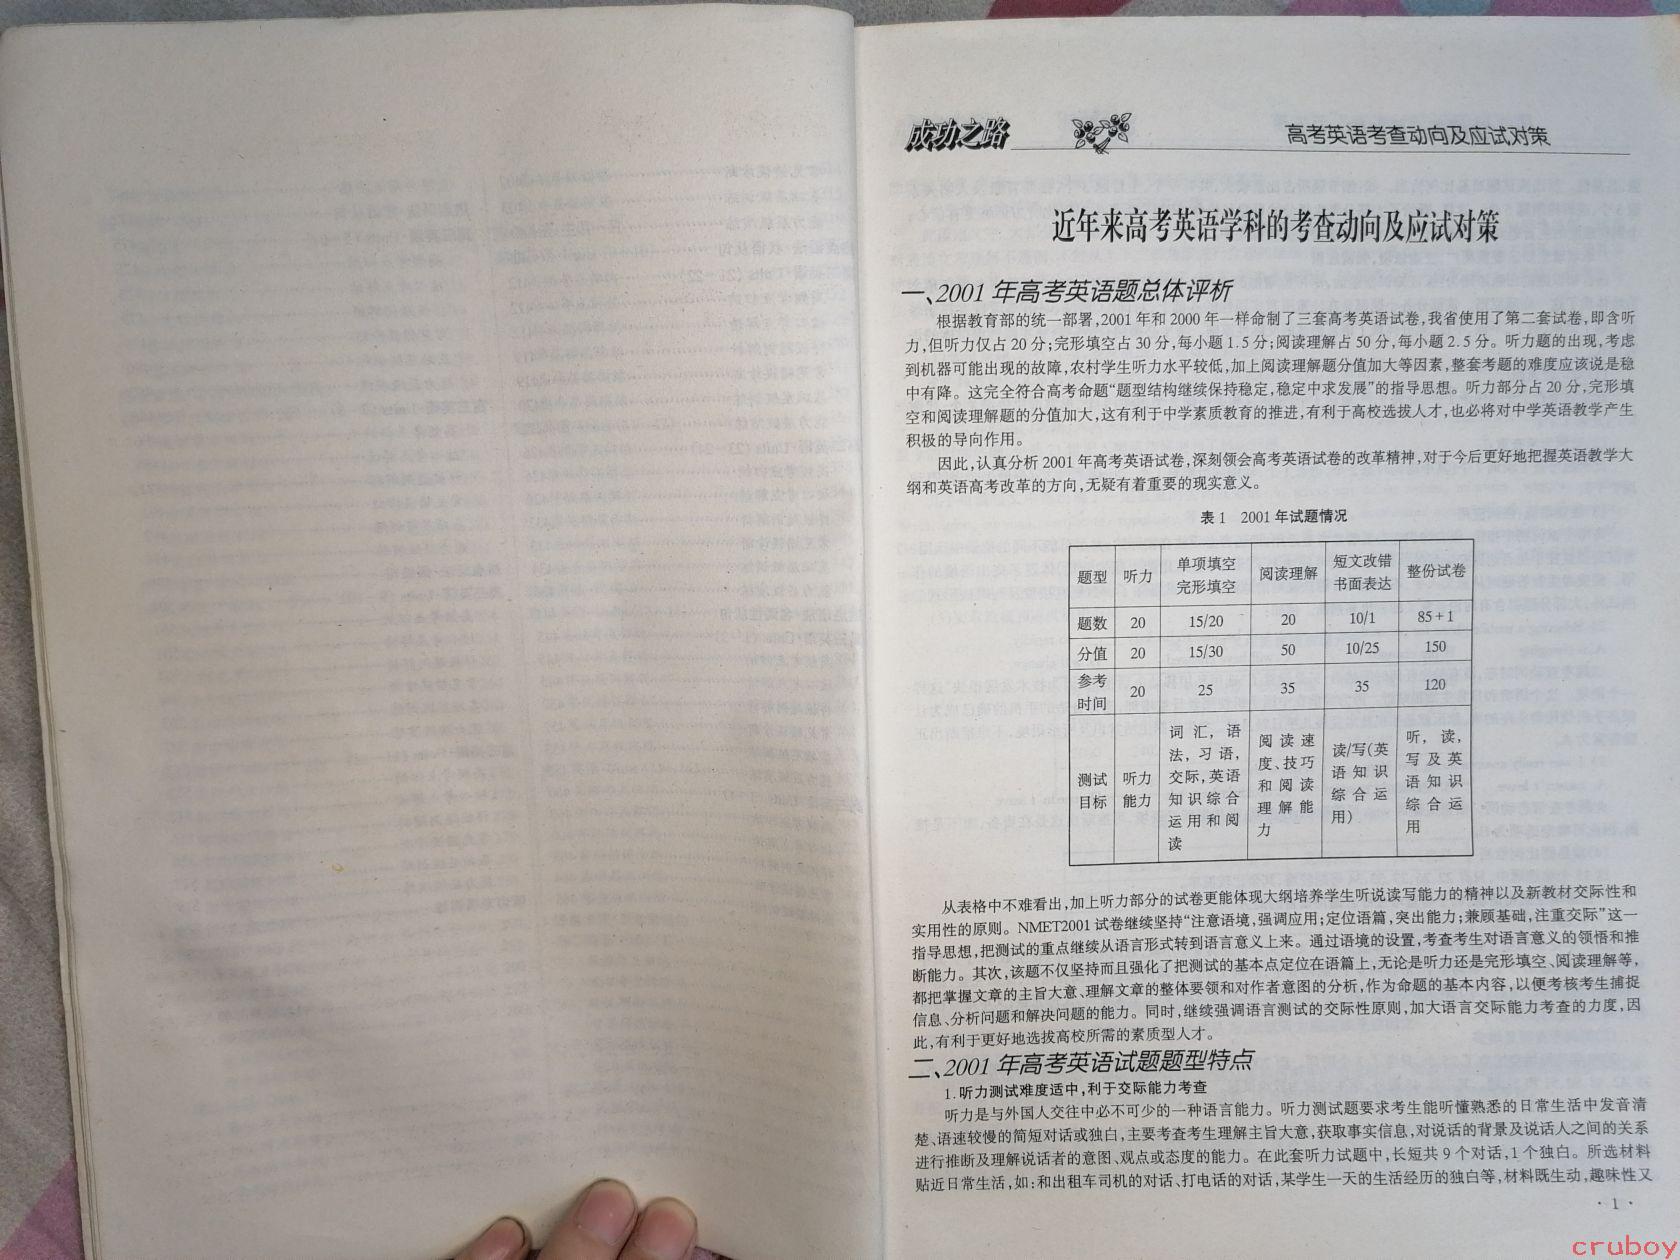 成功之路
高考英语考查动向及应试对策
近年来高考英语学科的考查动向及应试对策
一、2001 年高考英语题总体评析
根据教育部的统一部署,2001 年和 2000 年一样命制了三套高考英语试卷,我省使用了第二套试卷,即含听
力,但听力仅占 20 分;完形填空占 30 分,每小题 1.5 分;阅读理解占 50 分,每小题 2.5 分。听力题的出现,考虑
到机器可能出现的故障,农村学生听力水平较低,加上阅读理解题分值加大等因素,整套考题的难度应该说是稳
中有降。这完全符合高考命题“题型结构继续保持稳定,稳定中求发展”的指导思想。听力部分占 20 分,完形填
空和阅读理解题的分值加大,这有利于中学素质教育的推进,有利于高校选拔人才,也必将对中学英语教学产生
积极的导向作用。
因此,认真分析 2001 年高考英语试卷,深刻领会高考英语试卷的改革精神,对于今后更好地把握英语教学大
纲和英语高考改革的方向,无疑有着重要的现实意义。
表 1 2001 年试题情况
题型 听力 单项填空 完形填空 阅读理解 短文改错 书面表达 整份试卷
题数 20 15/20 20 10/1 85+1
分值 20 15/30 50 10/25 150
参考时间 20 25 35 35 120
测试目标 听力能力 词汇,语法,习语,交际,英语知识综合运用和阅读 阅读速度、技巧和阅读理解能力 读/写(英语知识综合运用) 听,读,写及英语知识综合运用
从表格中不难看出,加上听力部分的试卷更能体现大纲培养学生听说读写能力的精神以及新教材交际性和
实用性的原则。NMET2001 试卷继续坚持“注意语境,强调应用;定位语篇,突出能力;兼顾基础,注重交际”这一
指导思想,把测试的重点继续从语言形式转到语言意义上来。通过语境的设置,考查考生对语言意义的领悟和推
断能力。其次,该题不仅坚持而且强化了把测试的基本点定位在语篇上,无论是听力还是完形填空、阅读理解等,
都把掌握文章的主旨大意、理解文章的整体要领和对作者意图的分析,作为命题的基本内容,以便考核考生捕捉
信息、分析问题和解决问题的能力。同时,继续强调语言测试的交际性原则,加大语言交际能力考查的力度,因
此,有利于更好地选拔高校所需的素质型人才。
二、2001 年高考英语试题题型特点
1.听力测试难度适中,利于交际能力考查
听力是与外国人交往中必不可少的一种语言能力。听力测试题要求考生能听懂熟悉的日常生活中发音清
楚、语速较慢的简短对话或独白,主要考查考生理解主旨大意,获取事实信息,对说话的背景及说话人之间的关系
进行推断及理解说话者的意图、观点或态度的能力。在此套听力试题中,长短共 9 个对话,1 个独白。所选材料
贴近日常生活,如:和出租车司机的对话、打电话的对话,某学生一天的生活经历的独白等,材料既生动,趣味性又
·1·
cruboy